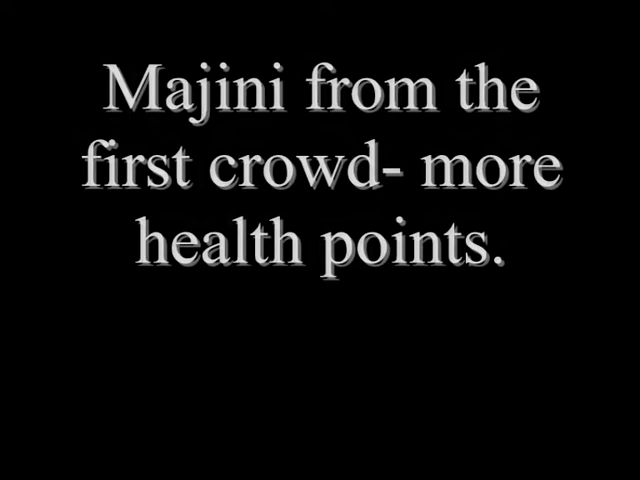 Majini from the
first crowd- more
health points.